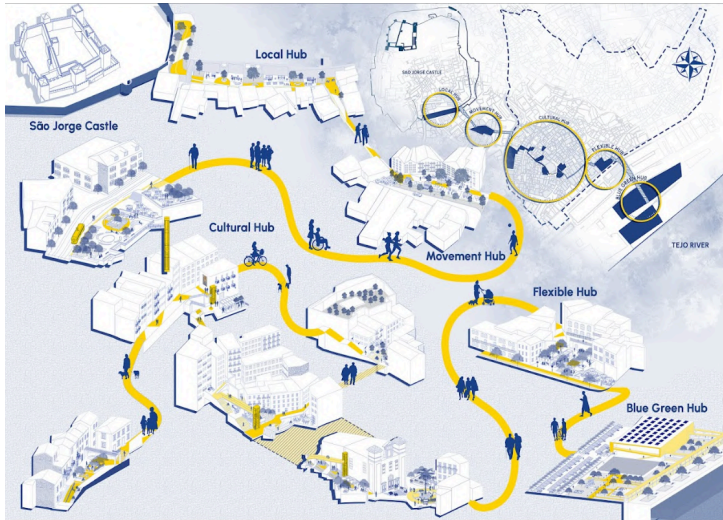 São Jorge Castle
Local Hub
SAO JORGE CASTLE
LOCAL HUB
MOVEMENT HUB
CULTURAL HUB
FLEXIBLE HUB
BLUE GREEN HUB
TEJO RIVER
Cultural Hub
Movement Hub
Flexible Hub
Blue Green Hub